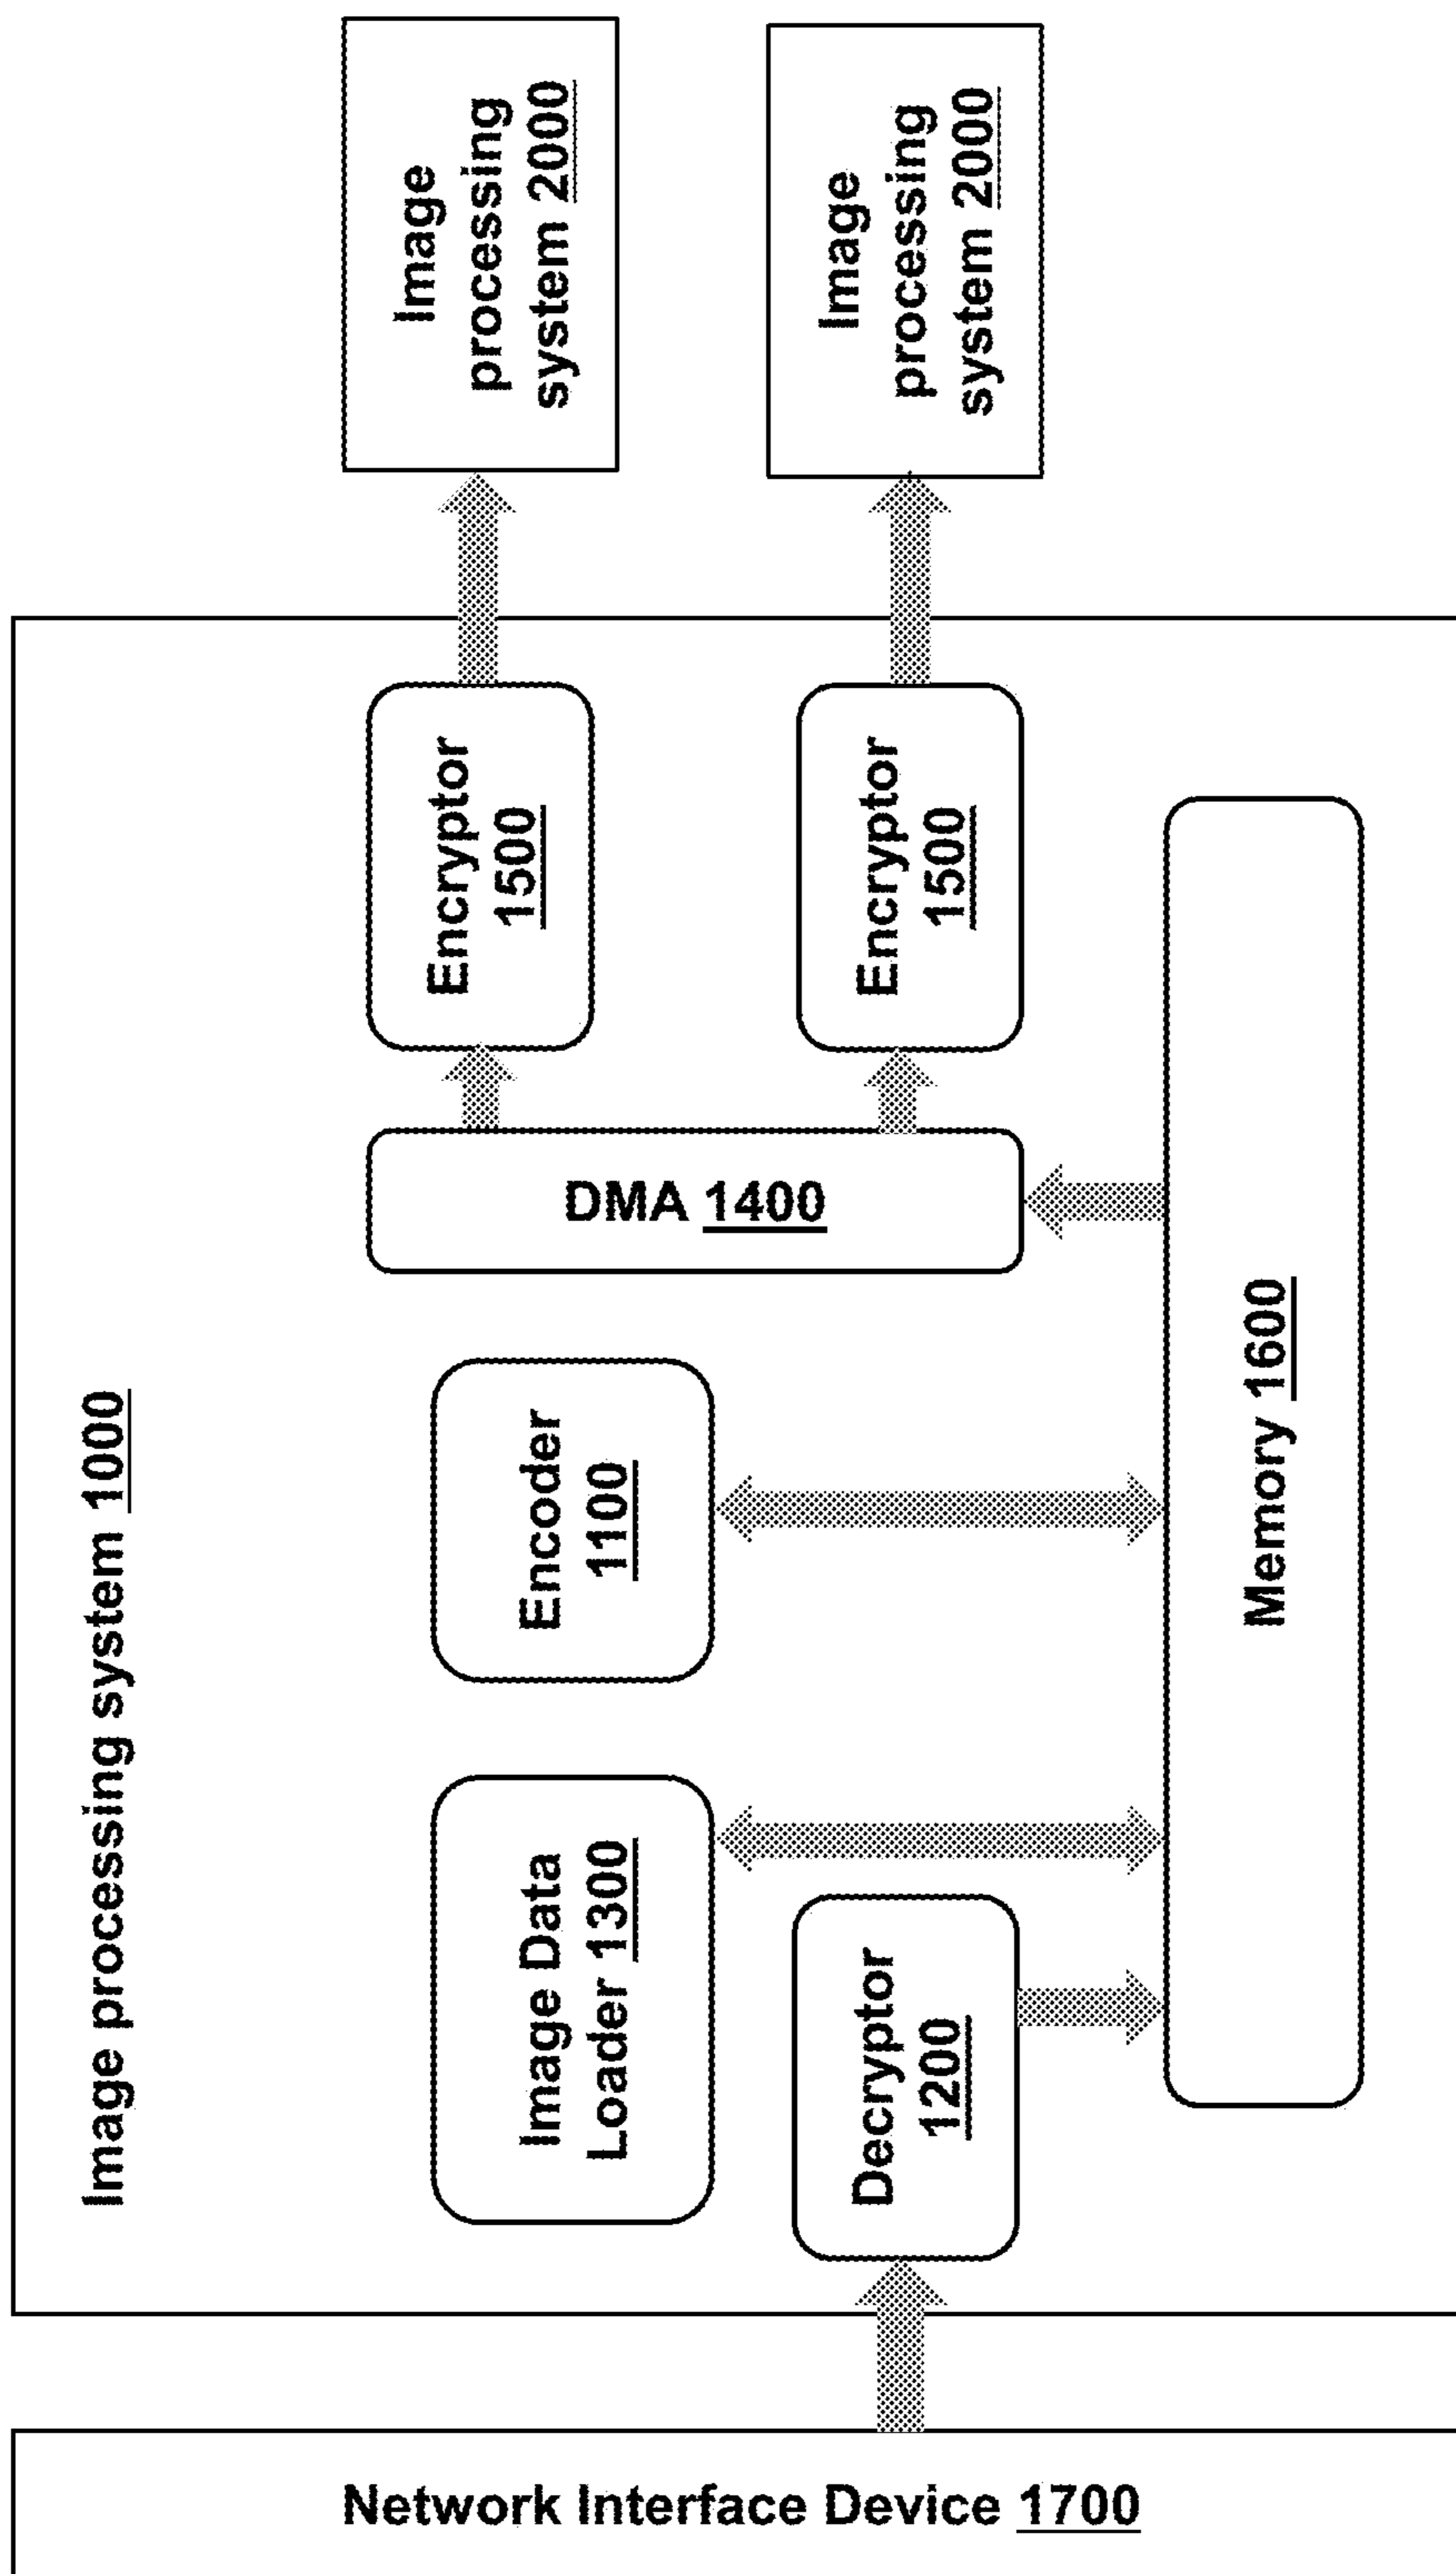 Image processing system 1000
Image Data
Loader 1300
Encoder
1100
Decryptor
1200
DMA 1400
Encryptor
1500
Encryptor
1500
Memory 1600
Image
processing
system 2000
Image
processing
system 2000
Network Interface Device 1700